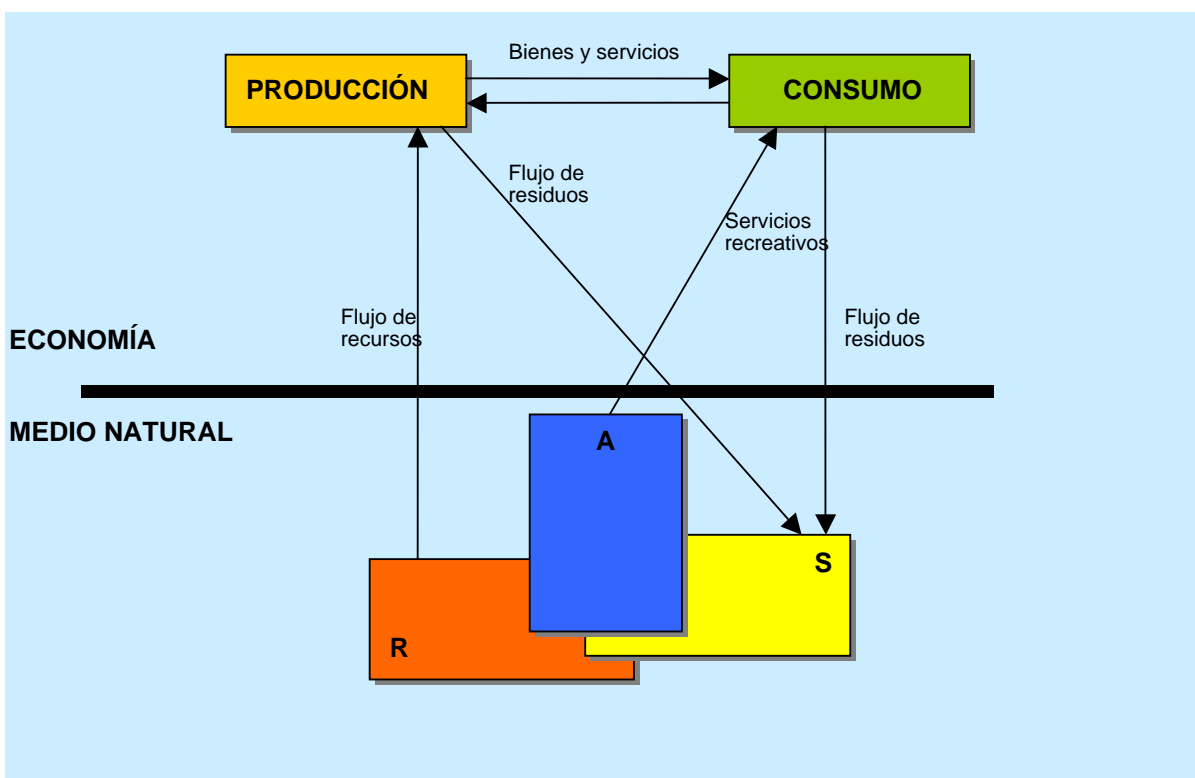 Bienes y servicios
PRODUCCIÓN
CONSUMO
Flujo de
residuos
Servicios
recreativos
Flujo de
recursos
Flujo de
residuos
ECONOMÍA
MEDIO NATURAL
A
S
R